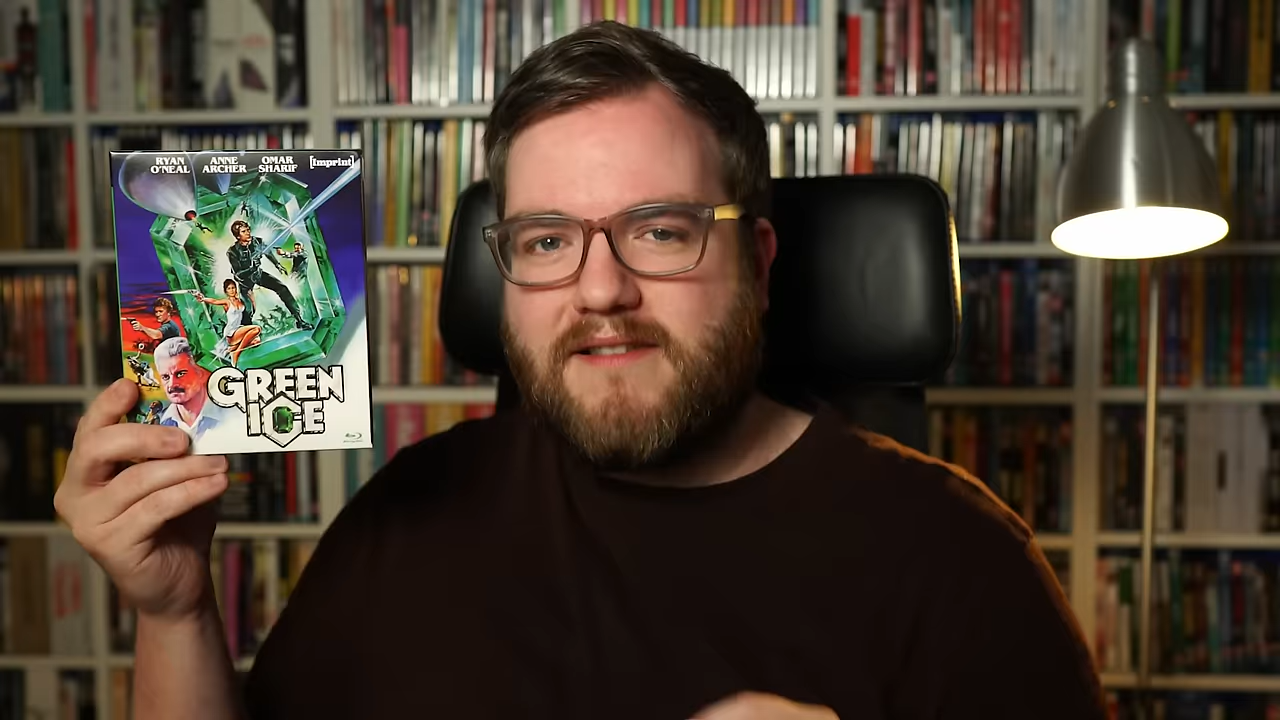 RYAN O'NEAL
ANNE ARCHER
OMAR SHARIF
[Imprint]
GREEN
ICE